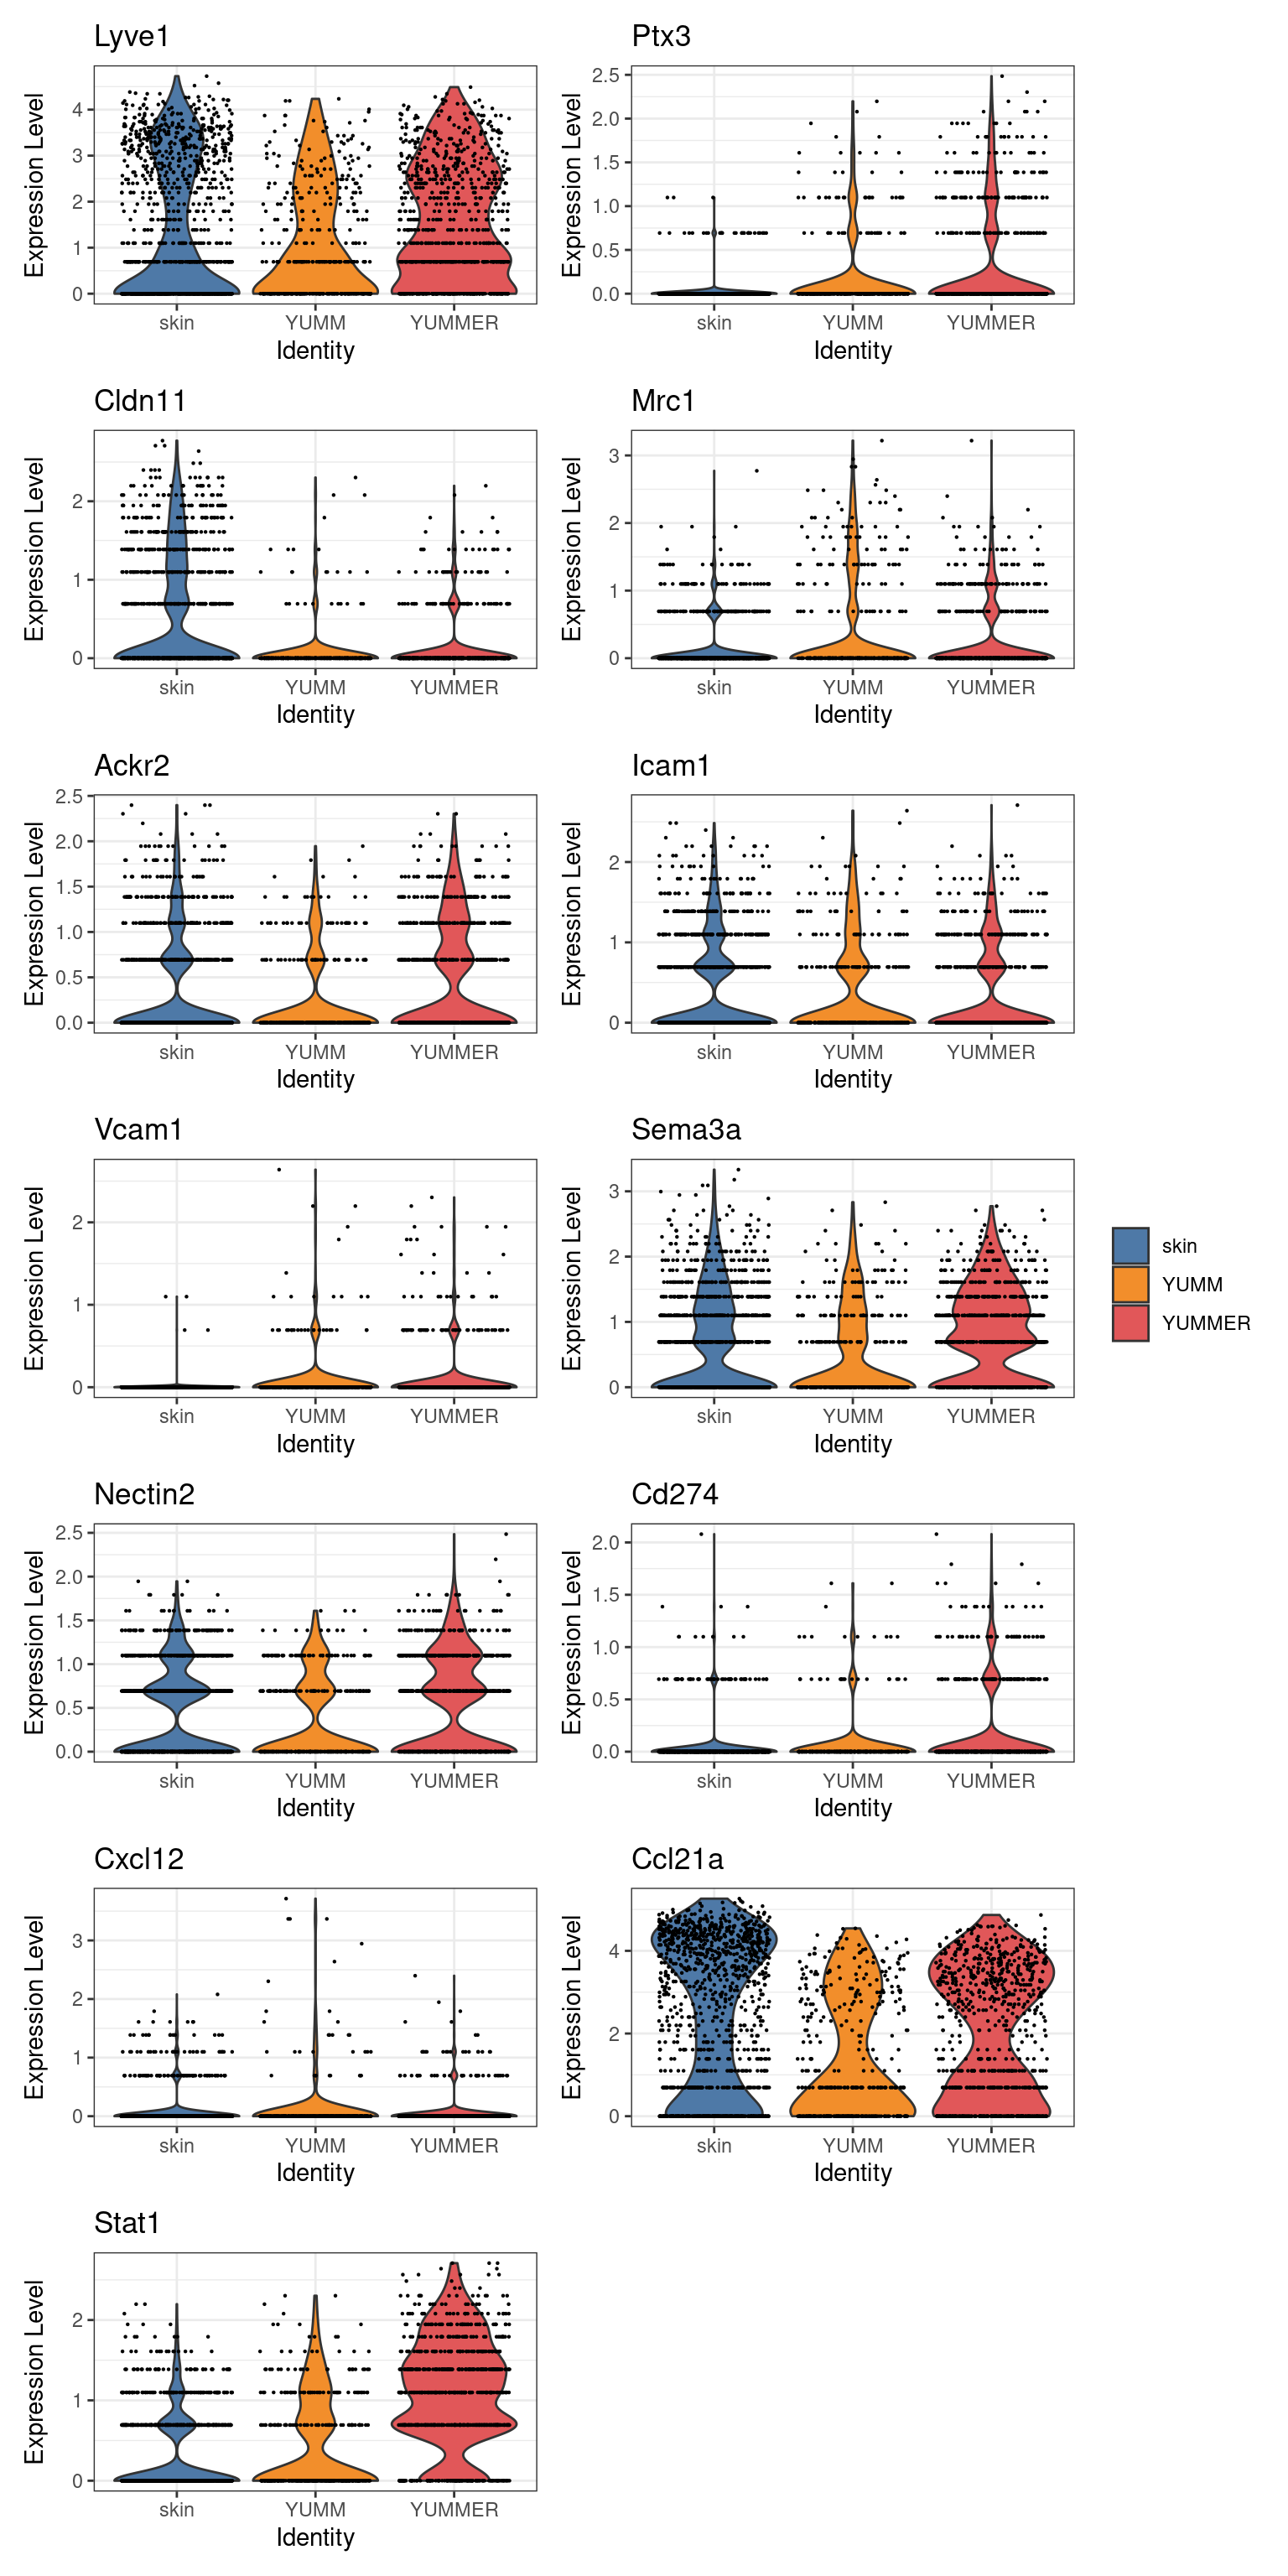 Lyve1
Expression Level
4
3
2
1
0
skin YUMM YUMMER
Identity
Ptx3
Expression Level
2.5
2.0
1.5
1.0
0.5
0.0
skin YUMM YUMMER
Identity
Cldn11
Expression Level
2
1
0
skin YUMM YUMMER
Identity
Mrc1
Expression Level
3
2
1
0
skin YUMM YUMMER
Identity
Ackr2
Expression Level
2.5
2.0
1.5
1.0
0.5
0.0
skin YUMM YUMMER
Identity
Icam1
Expression Level
2
1
0
skin YUMM YUMMER
Identity
Vcam1
Expression Level
2
1
0
skin YUMM YUMMER
Identity
Sema3a
Expression Level
3
2
1
0
skin YUMM YUMMER
Identity
skin
YUMM
YUMMER
Nectin2
Expression Level
2.5
2.0
1.5
1.0
0.5
0.0
skin YUMM YUMMER
Identity
Cd274
Expression Level
2.0
1.5
1.0
0.5
0.0
skin YUMM YUMMER
Identity
Cxcl12
Expression Level
3
2
1
0
skin YUMM YUMMER
Identity
Ccl21a
Expression Level
4
2
0
skin YUMM YUMMER
Identity
Stat1
Expression Level
2
1
0
skin YUMM YUMMER
Identity